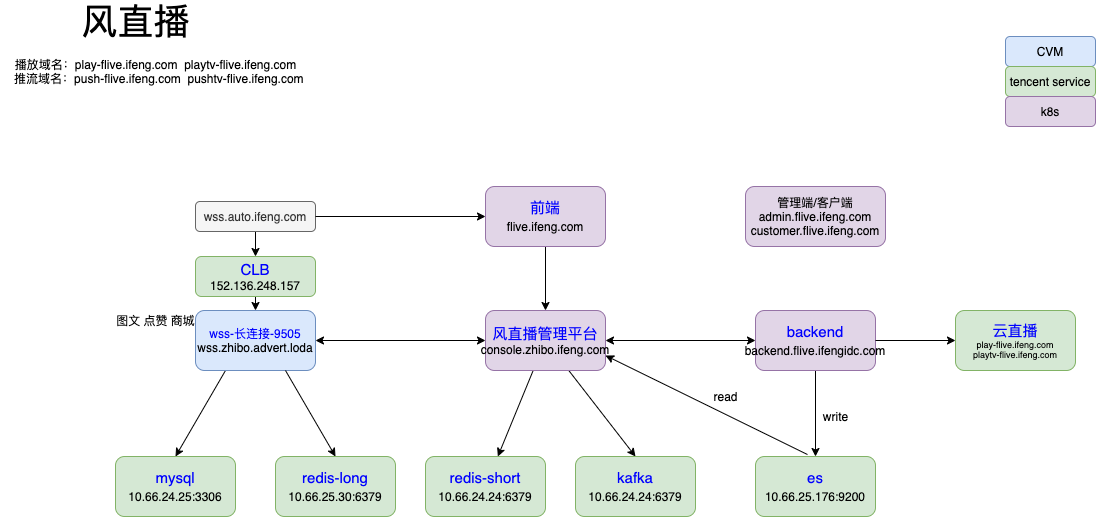 风直播
播放域名：play-flive.ifeng.com  playtv-flive.ifeng.com
推流域名：push-flive.ifeng.com  pushtv-flive.ifeng.com
CVM
tencent service
k8s
wss.auto.ifeng.com
前端
flive.ifeng.com
管理端/客户端
admin.flive.ifeng.com
customer.flive.ifeng.com
CLB
152.136.248.157
图文 点赞 商城
wss-长连接-9505
wss.zhibo.advert.loda
风直播管理平台
console.zhibo.ifeng.com
backend
backend.flive.ifengidc.com
云直播
play-flive.ifeng.com
playtv-flive.ifeng.com
read
write
mysql
10.66.24.25:3306
redis-long
10.66.25.30:6379
redis-short
10.66.24.24:6379
kafka
10.66.24.24:6379
es
10.66.25.176:9200